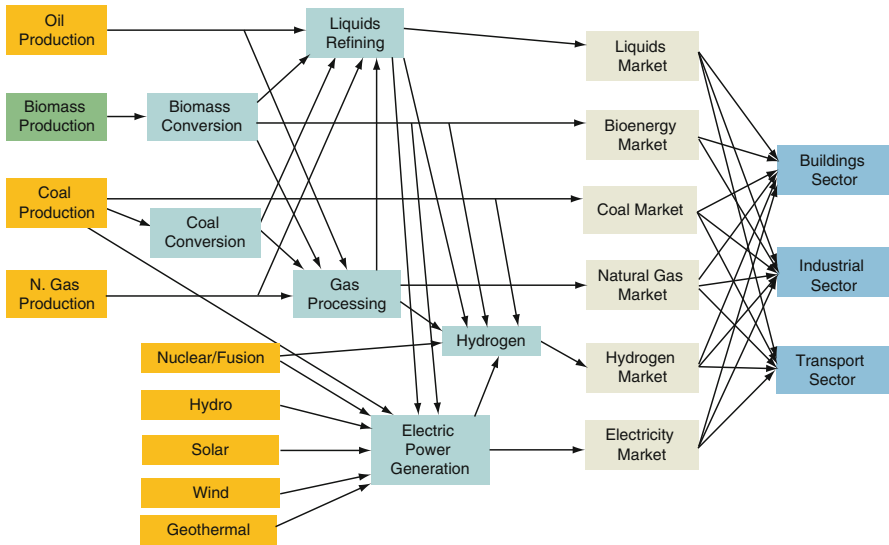 Oil
Production
Liquids
Refining
Liquids
Market
Biomass
Production
Biomass
Conversion
Bioenergy
Market
Buildings
Sector
Coal
Production
Coal
Conversion
Coal Market
N. Gas
Production
Gas
Processing
Natural Gas
Market
Industrial
Sector
Nuclear/Fusion
Hydrogen
Hydrogen
Market
Transport
Sector
Hydro
Solar
Wind
Geothermal
Electric
Power
Generation
Electricity
Market